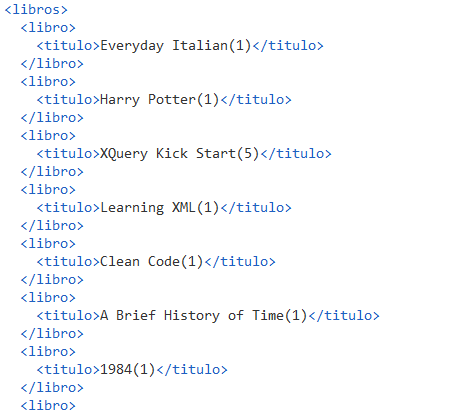 <libros>
<libro>
<titulo>Everyday Italian(1)</titulo>
</libro>
<libro>
<titulo>Harry Potter(1)</titulo>
</libro>
<libro>
<titulo>XQuery Kick Start(5)</titulo>
</libro>
<libro>
<titulo>Learning XML(1)</titulo>
</libro>
<libro>
<titulo>Clean Code(1)</titulo>
</libro>
<libro>
<titulo>A Brief History of Time(1)</titulo>
</libro>
<libro>
<titulo>1984(1)</titulo>
</libro>
<libro>